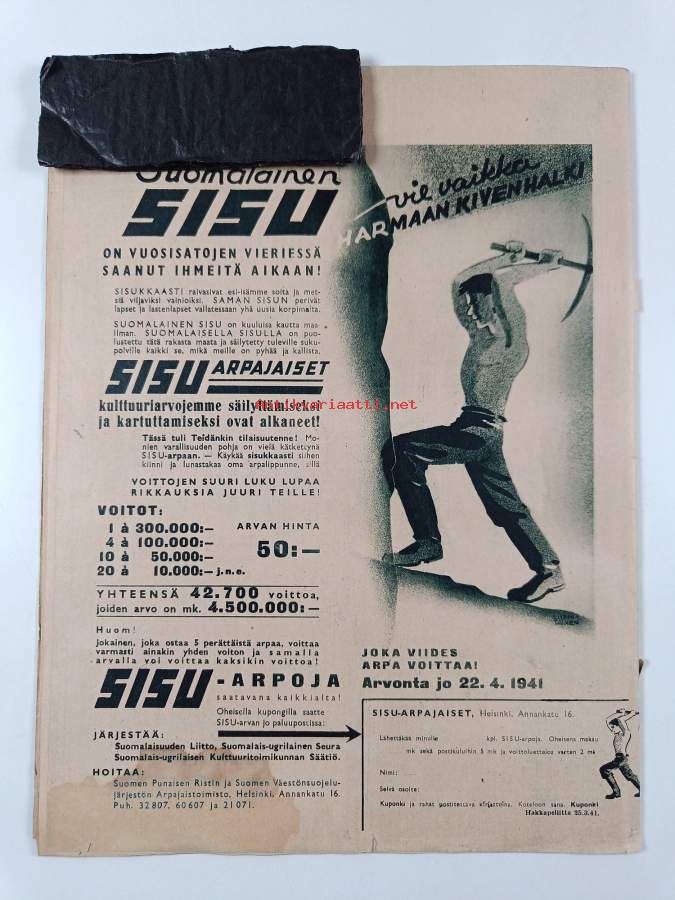 Suomalainen
SISU
vie vaikka
HARMAAN KIVEN HALKI
ON VUOSISATOJEN VIERIESSÄ
SAANUT IHMEITÄ AIKAAN!
SISUKKAASTI raivasivat esi-isämme soita ja met-
siä viljaviksi vainioiksi. SAMAN SISUN perivät
lapset ja lastenlapset vallatessaan yhä uusia korpimaita.
SUOMALAINEN SISU on kuuluisa kautta maa-
ilman. SUOMALAISELLA SISULLA on puo-
lustettu tätä rakasta maata ja säilytetty tuleville suku-
polville kaikki se, mikä meille on pyhää ja kallista.
SISU ARPAJAISET
Antikvariaatti.net
kulttuuriarvojemme säilyttämiseksi
ja kartuttamiseksi ovat alkaneet!
Tässä tuli Teidänkin tilaisuutenne! Mo-
nien varallisuuden pohja on vielä kätkettynä
SISU-arpaan. — Käykää sisukkaasti siihen
kiinni ja lunastakaa oma arpalippunne, sillä
VOITTOJEN SUURI LUKU LUPAA
RIKKAUKSIA JUURI TEILLE!
VOITOT:
1 à 300.000:—
4 à 100.000:—
10 à 50.000:—
20 à 10.000:— j.n.e.
ARVAN HINTA
50:—
YHTEENSÄ 42.700 voittoa,
joiden arvo on mk. 4.500.000:—
Huom!
Jokainen, joka ostaa 5 perättäistä arpaa, voittaa
varmasti ainakin yhden voiton ja samalla
arvalla voi voittaa kaksikin voittoa!
SISU-ARPOJA
saatavana kaikkialta!
Oheisella kupongilla saatte
SISU-arvan jo paluupostissa:
JÄRJESTÄÄ:
Suomalaisuuden Liitto, Suomalais-ugrilainen Seura
Suomalais-ugrilaisen Kulttuuritoimikunnan Säätiö.
HOITAA:
Suomen Punaisen Ristin ja Suomen Väestönsuojelu-
järjestön Arpajaistoimisto, Helsinki, Annankatu 16.
Puh. 32807, 60607 ja 21071.
JOKA VIIDES
ARPA VOITTAA!
Arvonta jo 22. 4. 1941
SISU-ARPAJAISET, Helsinki, Annankatu 16.
Lähettäkää minulle kpl. SISU-arpoja. Oheisena maksu
mk sekä postikuluihin 5 mk ja voittoluetteloa varten 2 mk
Nimi:
Selvä osoite:
Kuponki ja rahat postitettava kirjattuina. Koteloon sana. Kuponki
Hakkapeliitta 25.3.41.